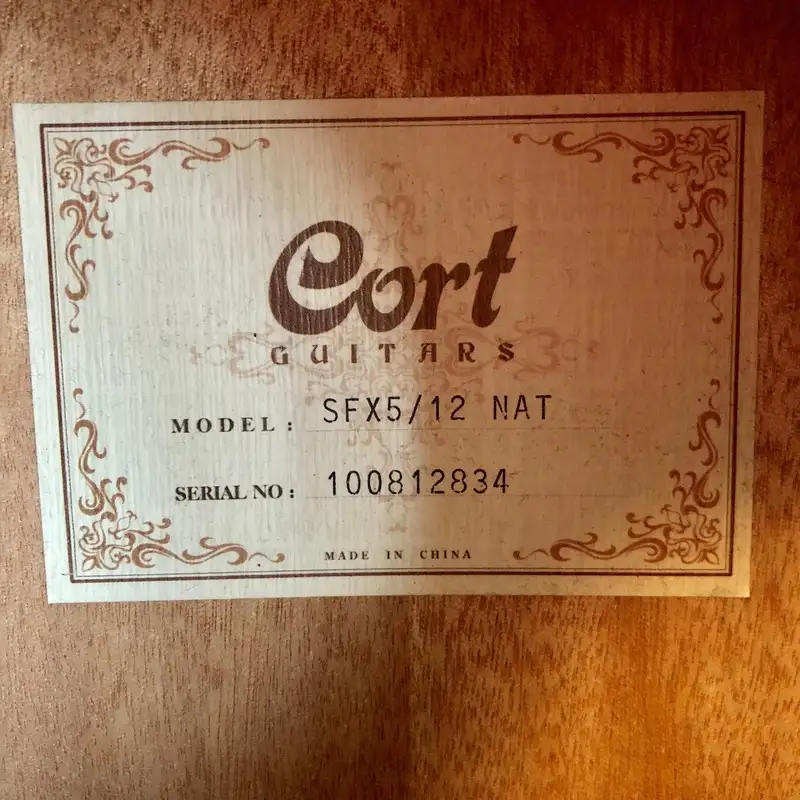 Cort
GUITARS
MODEL: SFX5/12 NAT
SERIAL NO: 100812834
MADE IN CHINA